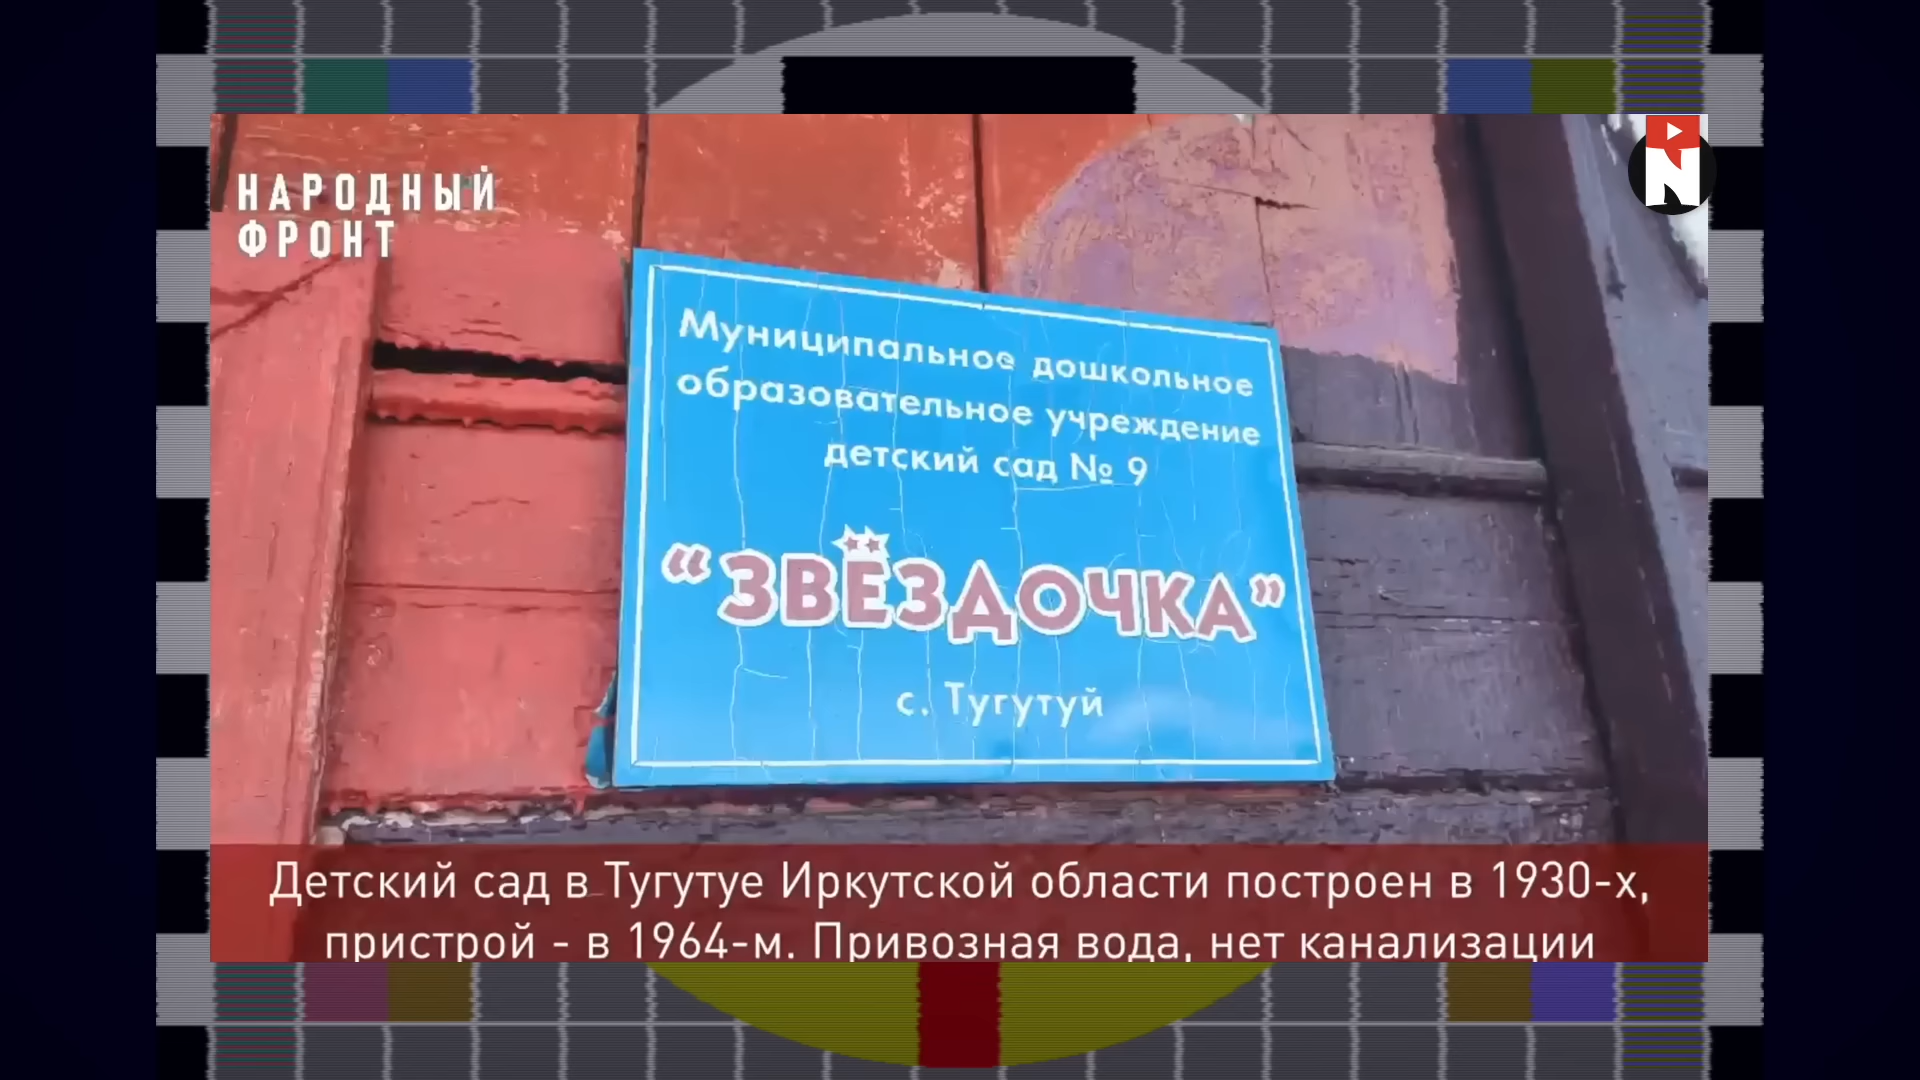 НАРОДНЫЙ
ФРОНТ
N
Муниципальное дошкольное
образовательное учреждение
детский сад № 9
“ЗВЁЗДОЧКА”
с. Тугутуй
Детский сад в Тугутуе Иркутской области построен в 1930-х,
пристрой - в 1964-м. Привозная вода, нет канализации